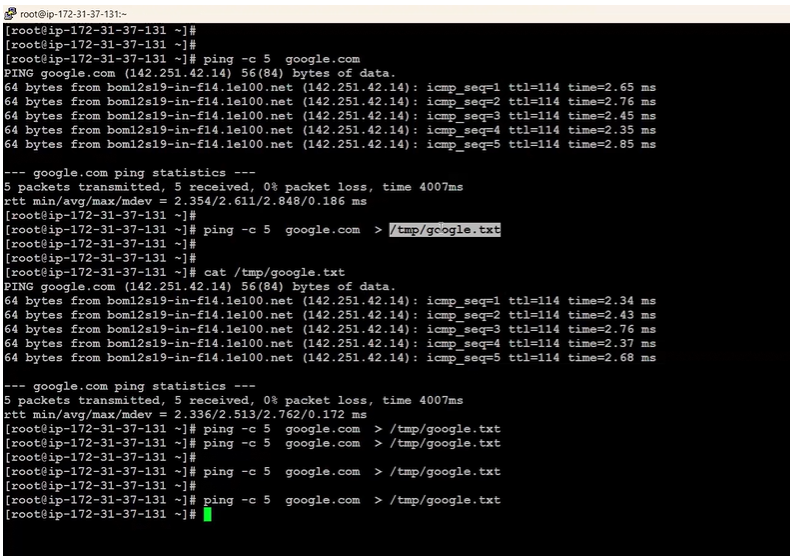 root@ip-172-31-37-131:~
[root@ip-172-31-37-131 ~]#
[root@ip-172-31-37-131 ~]#
[root@ip-172-31-37-131 ~]# ping -c 5  google.com
PING google.com (142.251.42.14) 56(84) bytes of data.
64 bytes from bom12s19-in-f14.1e100.net (142.251.42.14): icmp_seq=1 ttl=114 time=2.65 ms
64 bytes from bom12s19-in-f14.1e100.net (142.251.42.14): icmp_seq=2 ttl=114 time=2.76 ms
64 bytes from bom12s19-in-f14.1e100.net (142.251.42.14): icmp_seq=3 ttl=114 time=2.45 ms
64 bytes from bom12s19-in-f14.1e100.net (142.251.42.14): icmp_seq=4 ttl=114 time=2.35 ms
64 bytes from bom12s19-in-f14.1e100.net (142.251.42.14): icmp_seq=5 ttl=114 time=2.85 ms
--- google.com ping statistics ---
5 packets transmitted, 5 received, 0% packet loss, time 4007ms
rtt min/avg/max/mdev = 2.354/2.611/2.848/0.186 ms
[root@ip-172-31-37-131 ~]#
[root@ip-172-31-37-131 ~]# ping -c 5  google.com  > /tmp/google.txt
[root@ip-172-31-37-131 ~]#
[root@ip-172-31-37-131 ~]#
[root@ip-172-31-37-131 ~]# cat /tmp/google.txt
PING google.com (142.251.42.14) 56(84) bytes of data.
64 bytes from bom12s19-in-f14.1e100.net (142.251.42.14): icmp_seq=1 ttl=114 time=2.34 ms
64 bytes from bom12s19-in-f14.1e100.net (142.251.42.14): icmp_seq=2 ttl=114 time=2.43 ms
64 bytes from bom12s19-in-f14.1e100.net (142.251.42.14): icmp_seq=3 ttl=114 time=2.76 ms
64 bytes from bom12s19-in-f14.1e100.net (142.251.42.14): icmp_seq=4 ttl=114 time=2.37 ms
64 bytes from bom12s19-in-f14.1e100.net (142.251.42.14): icmp_seq=5 ttl=114 time=2.68 ms
--- google.com ping statistics ---
5 packets transmitted, 5 received, 0% packet loss, time 4007ms
rtt min/avg/max/mdev = 2.336/2.513/2.762/0.172 ms
[root@ip-172-31-37-131 ~]# ping -c 5  google.com  > /tmp/google.txt
[root@ip-172-31-37-131 ~]# ping -c 5  google.com  > /tmp/google.txt
[root@ip-172-31-37-131 ~]#
[root@ip-172-31-37-131 ~]# ping -c 5  google.com  > /tmp/google.txt
[root@ip-172-31-37-131 ~]#
[root@ip-172-31-37-131 ~]# ping -c 5  google.com  > /tmp/google.txt
[root@ip-172-31-37-131 ~]#